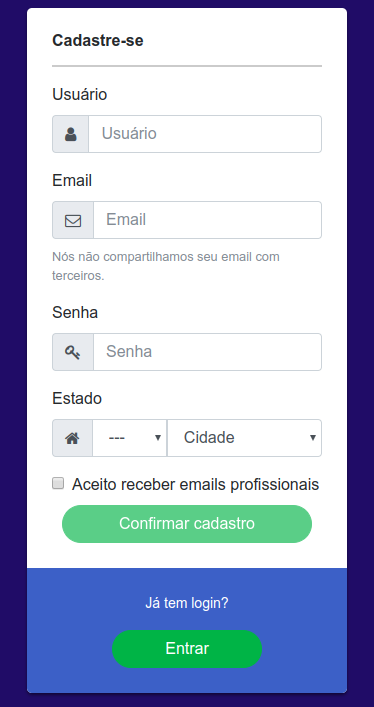 Cadastre-se
Usuário
Usuário
Email
Email
Nós não compartilhamos seu email com
terceiros.
Senha
Senha
Estado
--- Cidade
Aceito receber emails profissionais
Confirmar cadastro
Já tem login?
Entrar